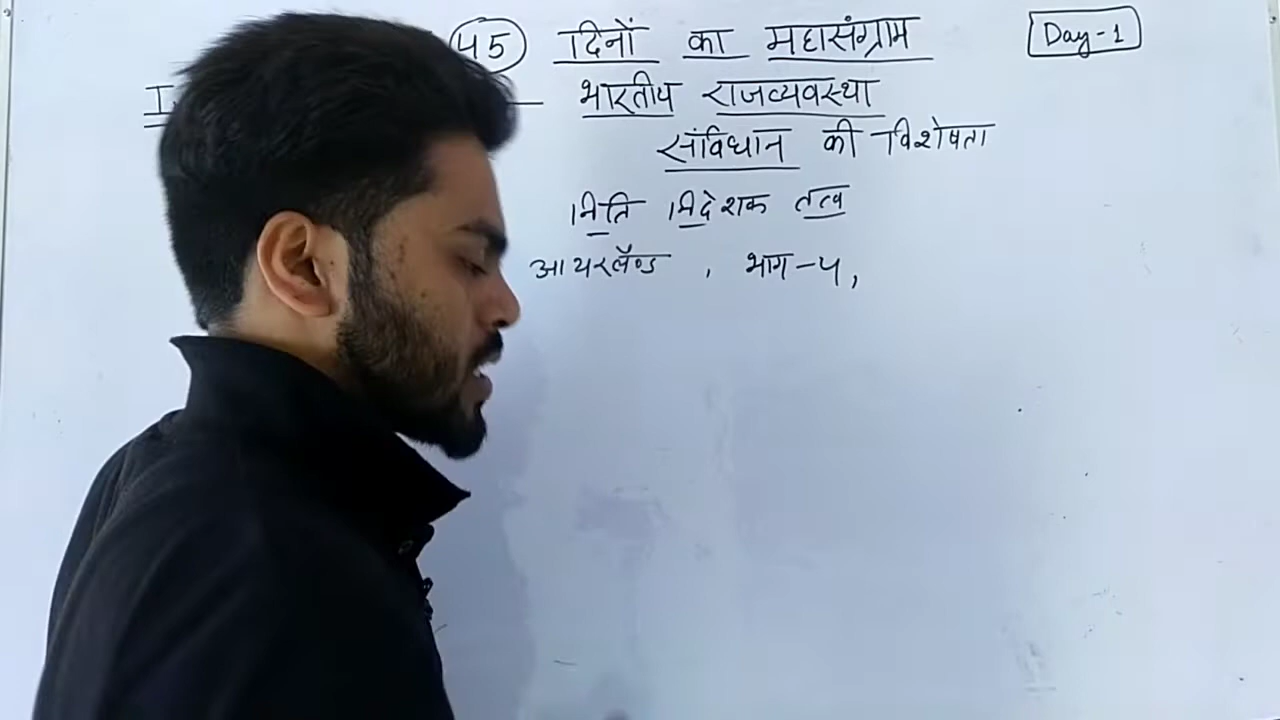 45 दिनों का महासंग्राम
Day-1
भारतीय राजव्यवस्था
संविधान की विशेषता
निति निदेशक तत्व
आयरलैण्ड , भाग-4,